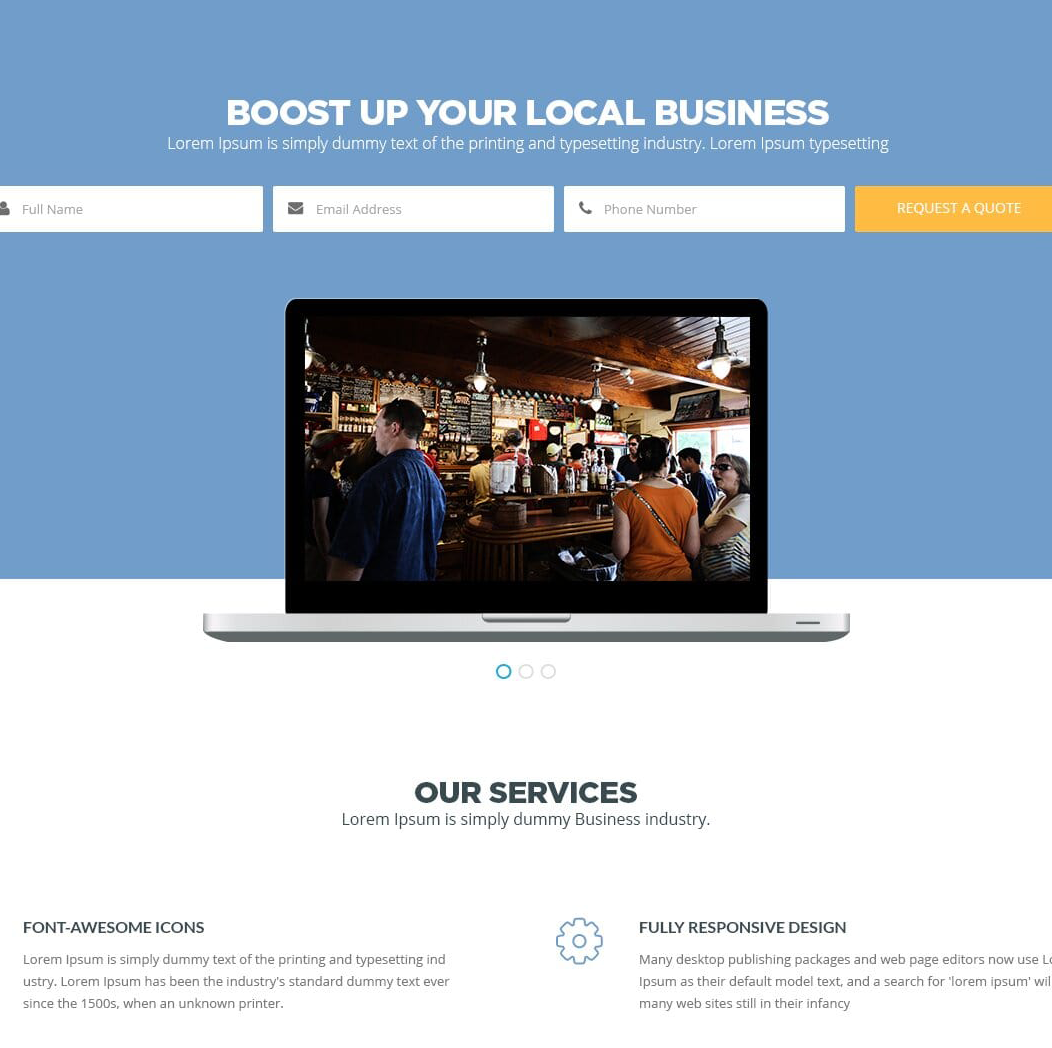 BOOST UP YOUR LOCAL BUSINESS
Lorem Ipsum is simply dummy text of the printing and typesetting industry. Lorem Ipsum typesetting
Full Name
Email Address
Phone Number
REQUEST A QUOTE
OUR SERVICES
Lorem Ipsum is simply dummy Business industry.
FONT-AWESOME ICONS
Lorem Ipsum is simply dummy text of the printing and typesetting ind
ustry. Lorem Ipsum has been the industry's standard dummy text ever
since the 1500s, when an unknown printer.
FULLY RESPONSIVE DESIGN
Many desktop publishing packages and web page editors now use Lo
Ipsum as their default model text, and a search for 'lorem ipsum' wil
many web sites still in their infancy